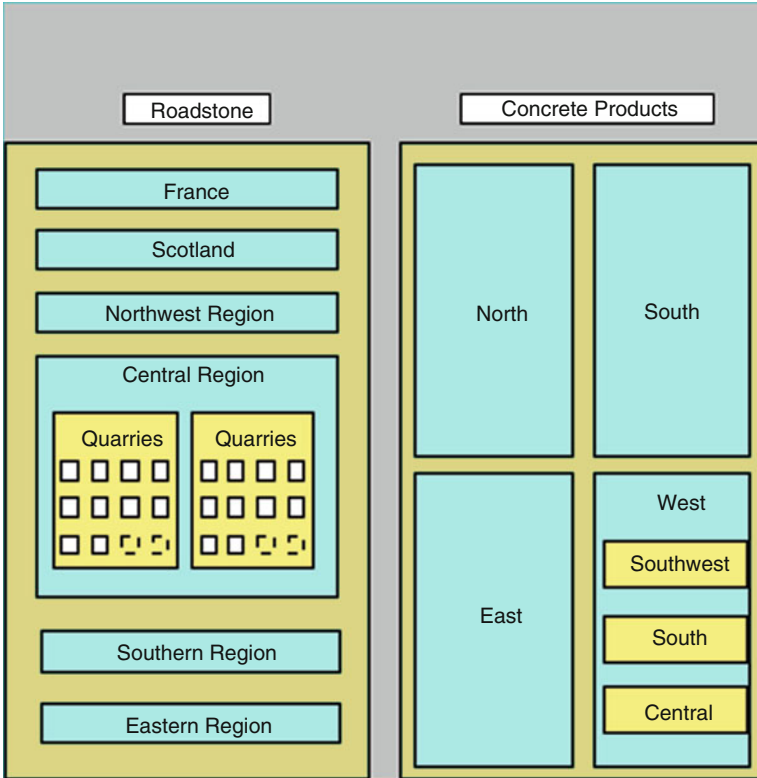 Roadstone
France
Scotland
Northwest Region
Central Region
Quarries
Quarries
Southern Region
Eastern Region
Concrete Products
North
South
East
West
Southwest
South
Central